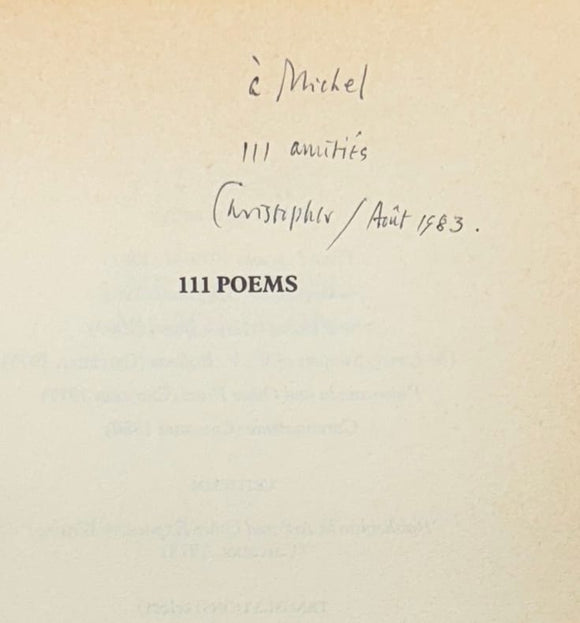 à Michel
111 amitiés
Christopher / Août 1983.
111 POEMS